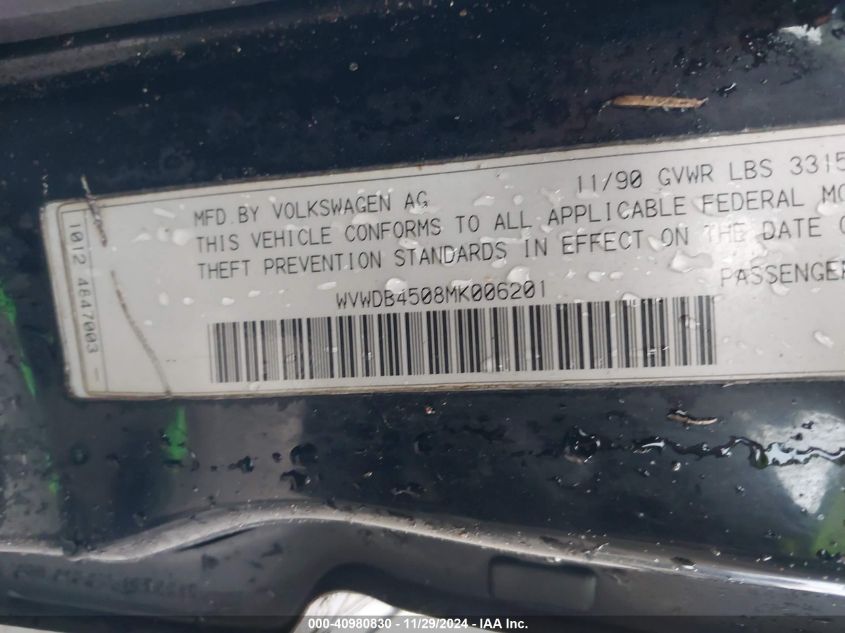 11/90 GVWR LBS 3315
MFD.BY VOLKSWAGEN AG
THIS VEHICLE CONFORMS TO ALL APPLICABLE FEDERAL MO
THEFT PREVENTION STANDARDS IN EFFECT ON THE DATE O
PASSENGER
WVWDB4508MK006201
1012 4847003 -
000-40980830 - 11/29/2024 - IAA Inc.